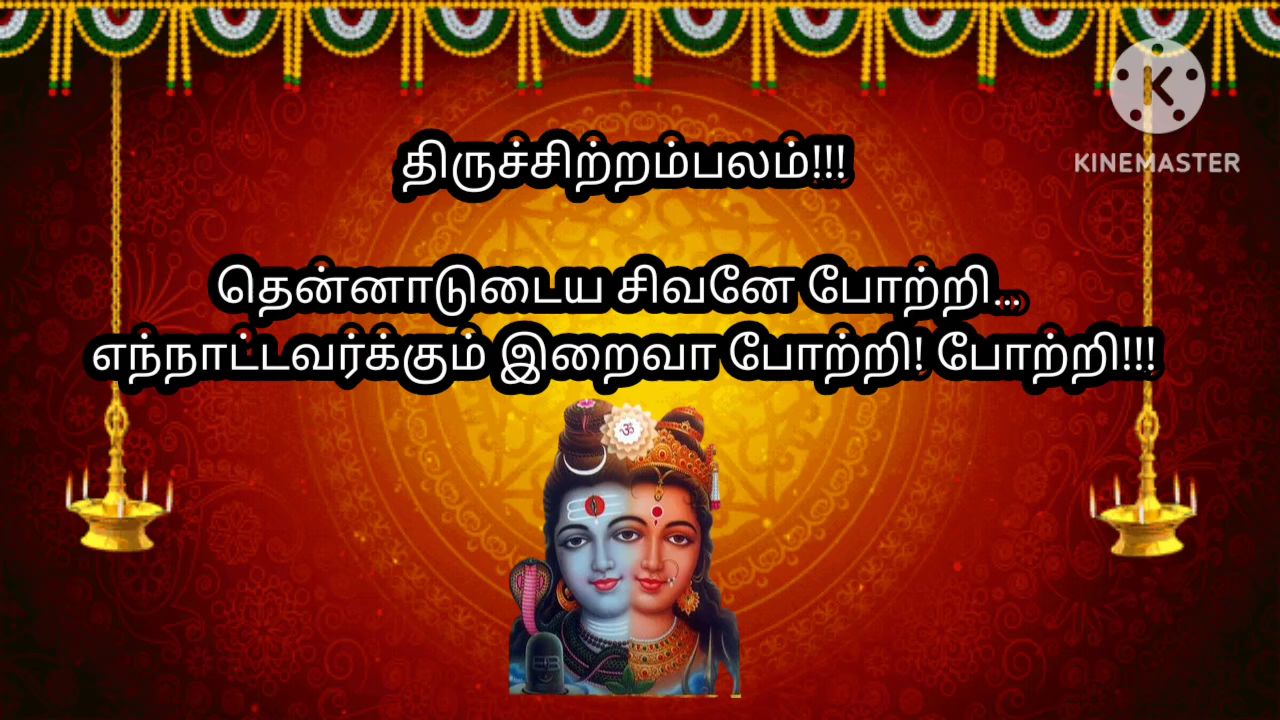 திருச்சிற்றம்பலம்!!!
தென்னாடுடைய சிவனே போற்றி...
எந்நாட்டவர்க்கும் இறைவா போற்றி! போற்றி!!!
K
KINEMASTER
ॐ